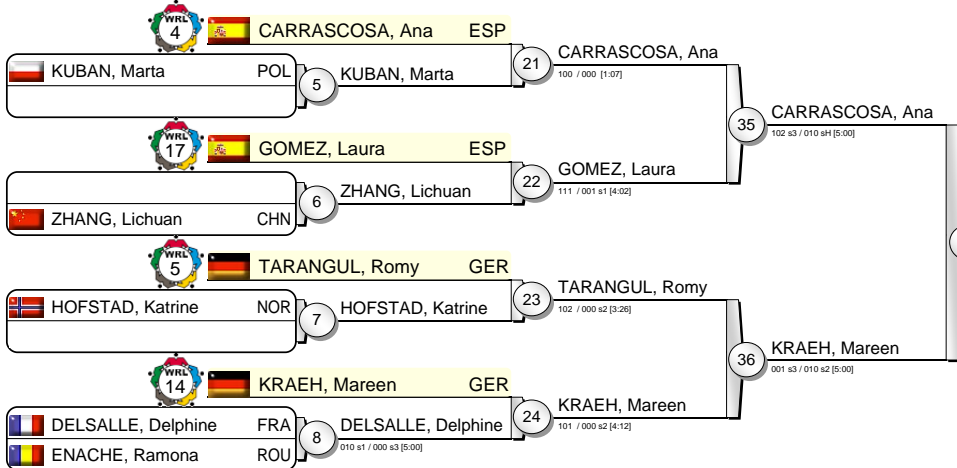 WRL
4
CARRASCOSA, Ana ESP
KUBAN, Marta POL
5
KUBAN, Marta
21
CARRASCOSA, Ana
100 / 000 [1:07]
35
CARRASCOSA, Ana
102 s3 / 010 sH [5:00]
WRL
17
GOMEZ, Laura ESP
ZHANG, Lichuan CHN
6
ZHANG, Lichuan
22
GOMEZ, Laura
111 / 001 s1 [4:02]
WRL
5
TARANGUL, Romy GER
HOFSTAD, Katrine NOR
7
HOFSTAD, Katrine
23
TARANGUL, Romy
102 / 000 s2 [3:26]
36
KRAEH, Mareen
001 s3 / 010 s2 [5:00]
WRL
14
KRAEH, Mareen GER
DELSALLE, Delphine FRA
ENACHE, Ramona ROU
8
DELSALLE, Delphine
010 s1 / 000 s3 [5:00]
24
KRAEH, Mareen
101 / 000 s2 [4:12]